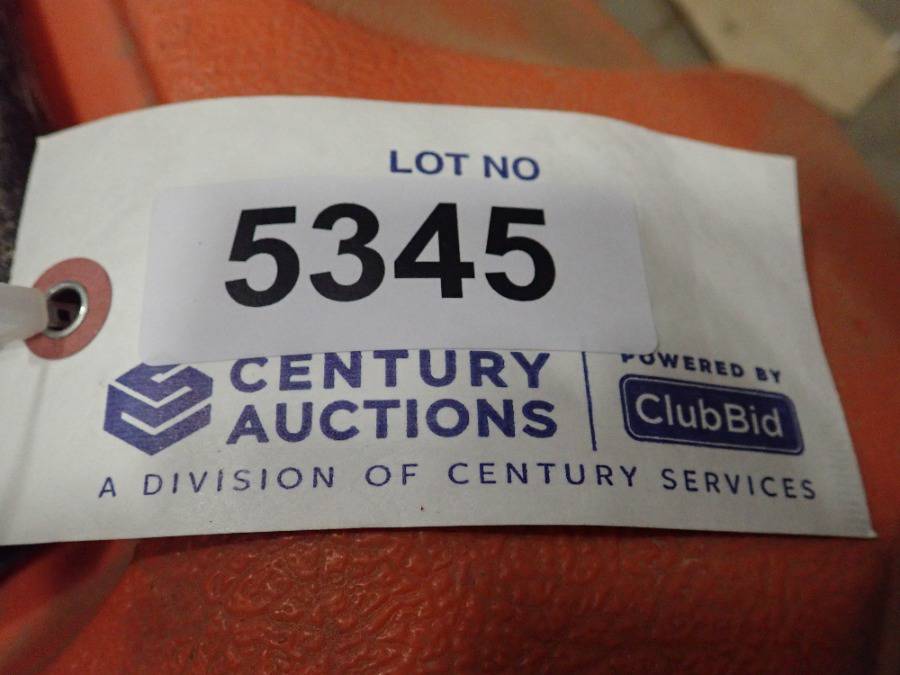 LOT NO
5345
CENTURY
AUCTIONS
POWERED BY
ClubBid
A DIVISION OF CENTURY SERVICES